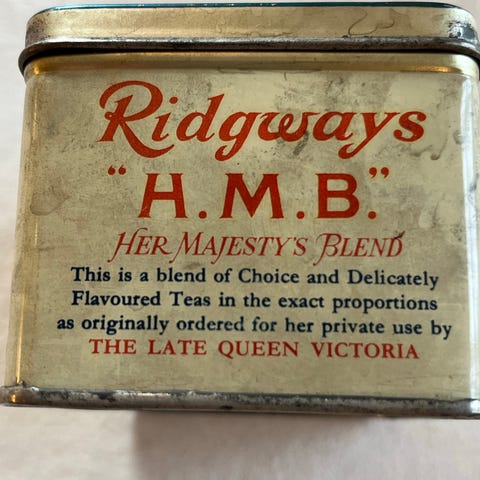 Ridgways
"H.M.B."
HER MAJESTY'S BLEND
This is a blend of Choice and Delicately
Flavoured Teas in the exact proportions
as originally ordered for her private use by
THE LATE QUEEN VICTORIA